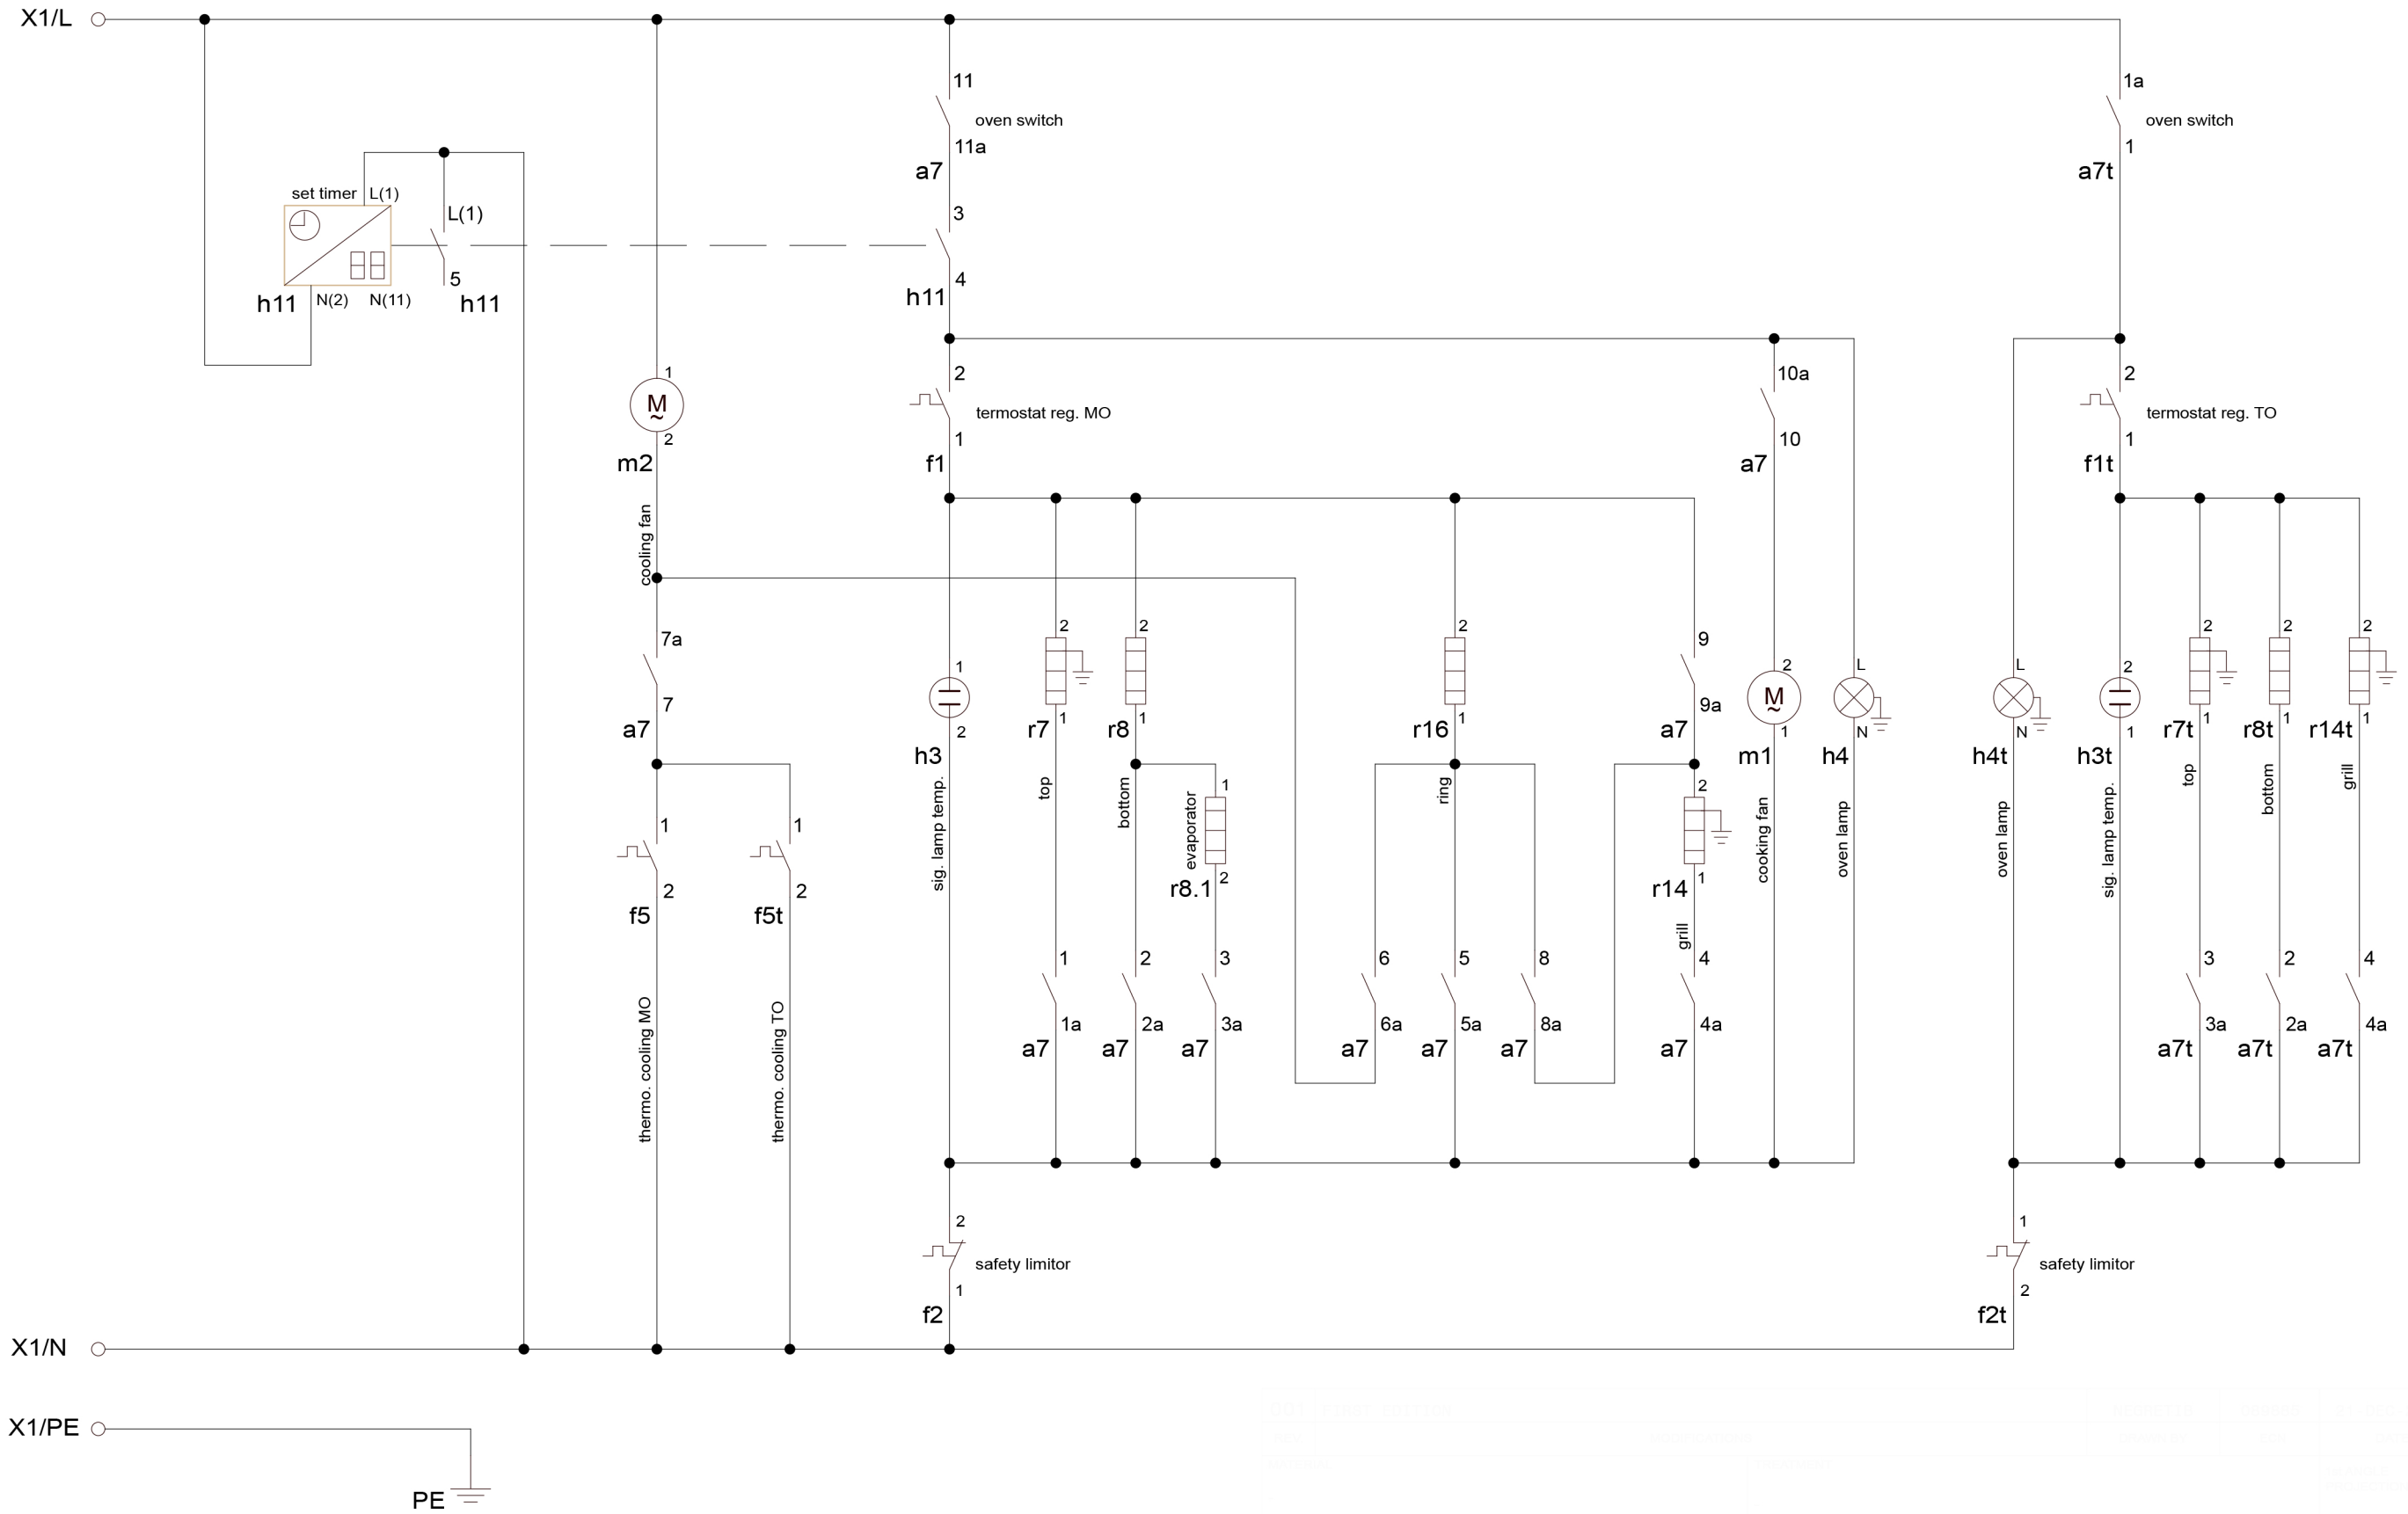 X1/L
11
oven switch
11a
a7
1a
oven switch
1
a7t
set timer
L(1)
L(1)
5
h11
N(2)
N(11)
h11
3
4
h11
1
M
~
2
m2
cooling fan
2
termostat reg. MO
1
f1
10a
10
a7
2
termostat reg. TO
1
f1t
7a
7
a7
1
2
h3
sig. lamp temp.
2
1
r7
top
2
1
r8
bottom
1
evaporator
2
r8.1
2
1
r16
ring
9
9a
a7
2
1
r14
grill
2
M
~
1
m1
cooking fan
L
N
h4
oven lamp
L
N
h4t
oven lamp
2
1
h3t
sig. lamp temp.
2
1
r7t
top
2
1
r8t
bottom
2
1
r14t
grill
1
2
f5
thermo. cooling MO
1
2
f5t
thermo. cooling TO
1
1a
a7
2
2a
a7
3
3a
a7
6
6a
a7
5
5a
a7
8
8a
a7
4
4a
a7
3
3a
a7t
2
2a
a7t
4
4a
a7t
2
safety limitor
1
f2
1
safety limitor
2
f2t
X1/N
X1/PE
PE